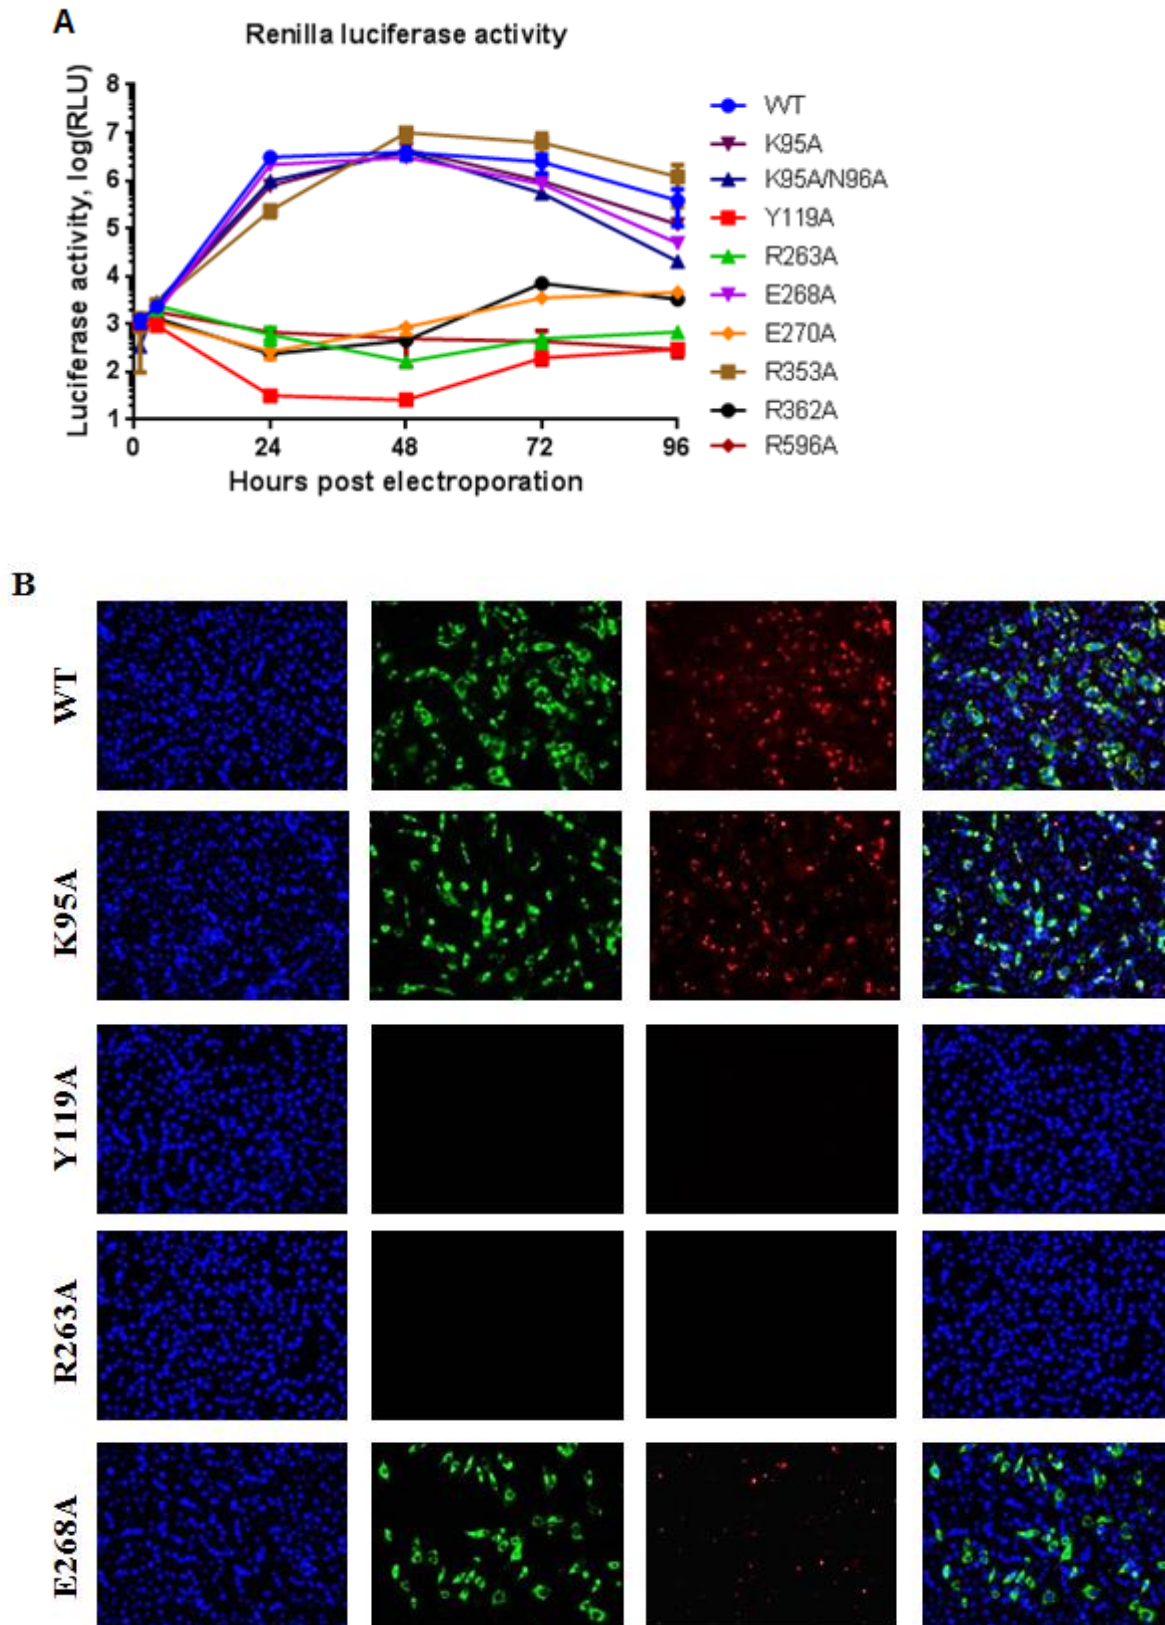 A
Renilla luciferase activity
Luciferase activity, log(RLU)
8
7
6
5
4
3
2
1
0
24
48
72
96
Hours post electroporation
WT
K95A
K95A/N96A
Y119A
R263A
E268A
E270A
R353A
R362A
R596A
B
WT
K95A
Y119A
R263A
E268A